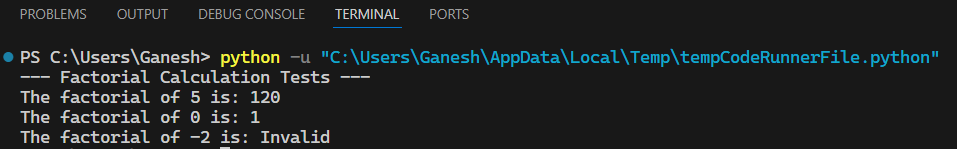 PROBLEMS OUTPUT DEBUG CONSOLE TERMINAL PORTS
PS C:\Users\Ganesh> python -u "C:\Users\Ganesh\AppData\Local\Temp\tempCodeRunnerFile.python"
--- Factorial Calculation Tests ---
The factorial of 5 is: 120
The factorial of 0 is: 1
The factorial of -2 is: Invalid